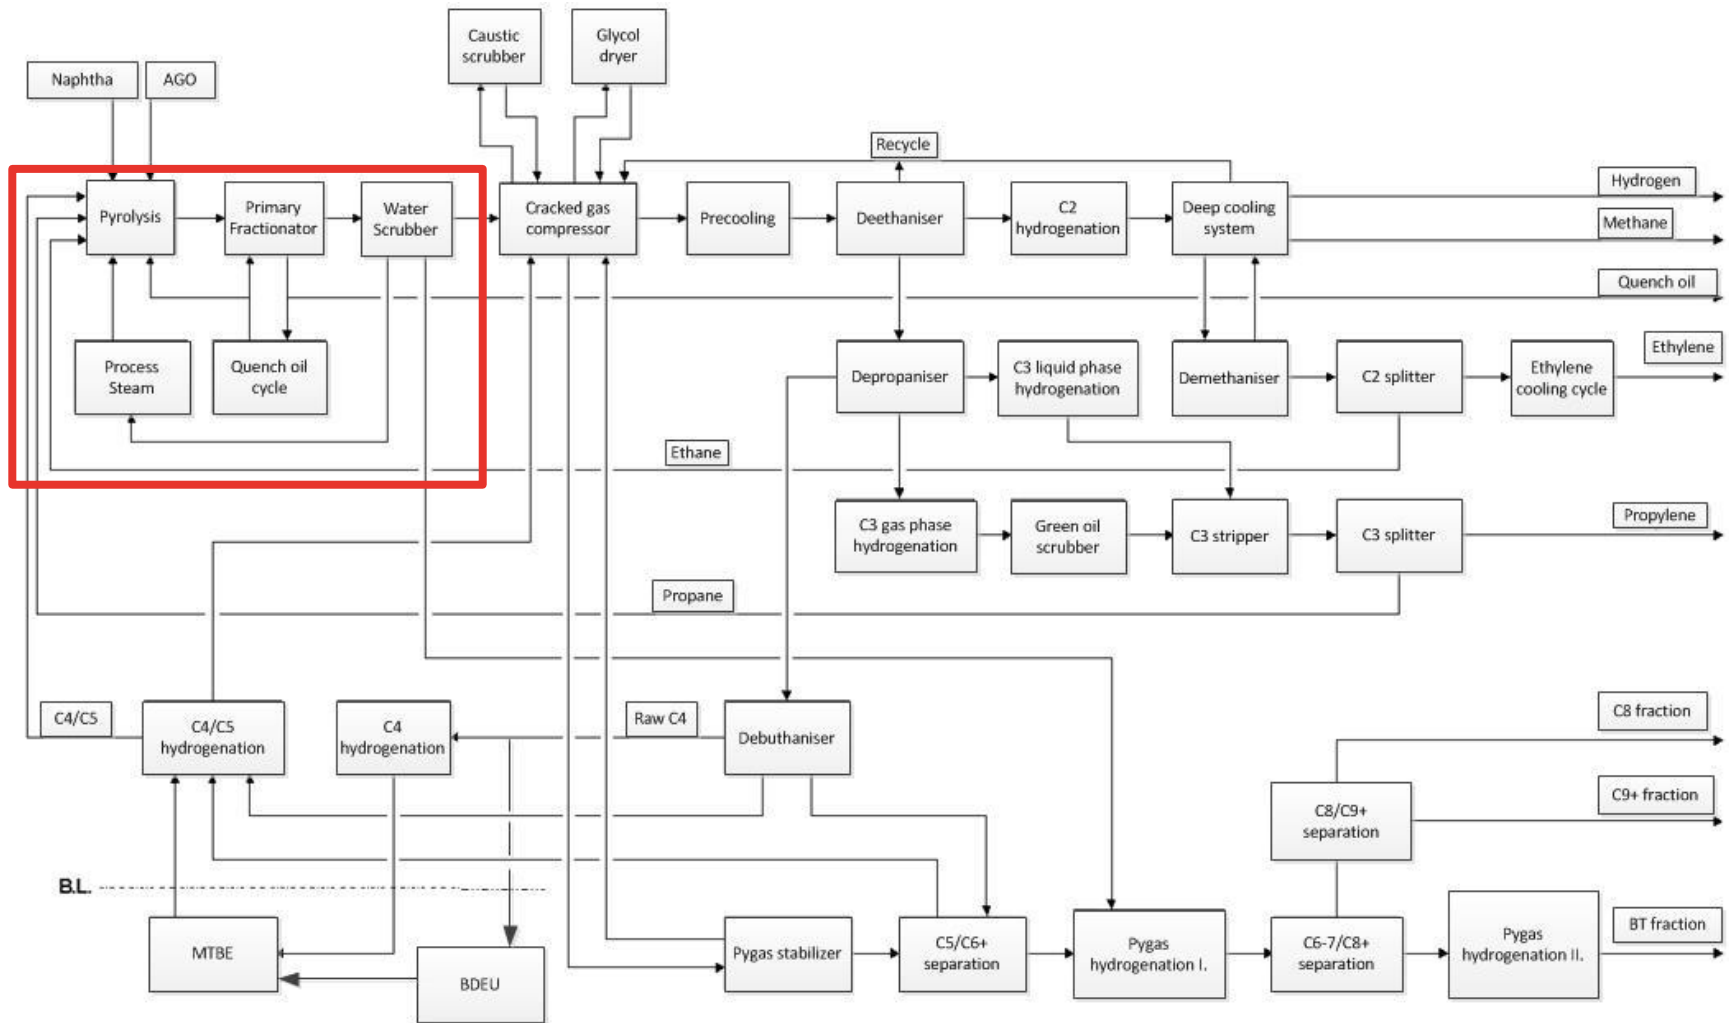 Caustic
scrubber
Glycol
dryer
Naphtha
AGO
Recycle
Hydrogen
Pyrolysis
Primary
Fractionator
Water
Scrubber
Cracked gas
compressor
Precooling
Deethaniser
C2
hydrogenation
Deep cooling
system
Methane
Quench oil
Process
Steam
Quench oil
cycle
Depropaniser
C3 liquid phase
hydrogenation
Demethaniser
C2 splitter
Ethylene
cooling cycle
Ethylene
Ethane
C3 gas phase
hydrogenation
Green oil
scrubber
C3 stripper
C3 splitter
Propylene
Propane
C4/C5
C4/C5
hydrogenation
C4
hydrogenation
Raw C4
Debuthaniser
C8 fraction
C8/C9+
separation
C9+ fraction
B.L.
MTBE
BDEU
Pygas stabilizer
C5/C6+
separation
Pygas
hydrogenation I.
C6-7/C8+
separation
Pygas
hydrogenation II.
BT fraction